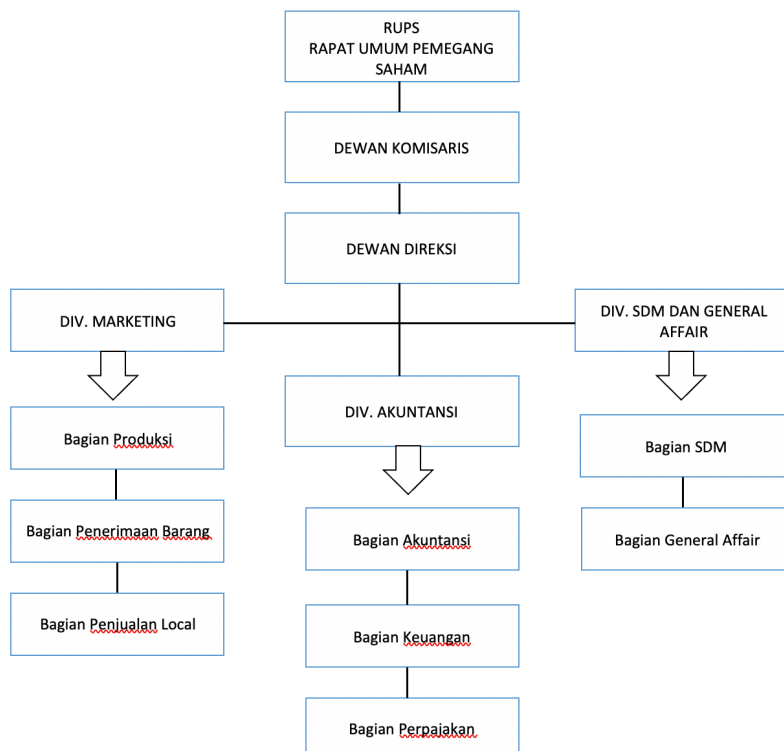 RUPS
RAPAT UMUM PEMEGANG
SAHAM
DEWAN KOMISARIS
DEWAN DIREKSI
DIV. MARKETING
DIV. SDM DAN GENERAL
AFFAIR
DIV. AKUNTANSI
Bagian Produksi
Bagian Penerimaan Barang
Bagian Penjualan Local
Bagian Akuntansi
Bagian Keuangan
Bagian Perpajakan
Bagian SDM
Bagian General Affair